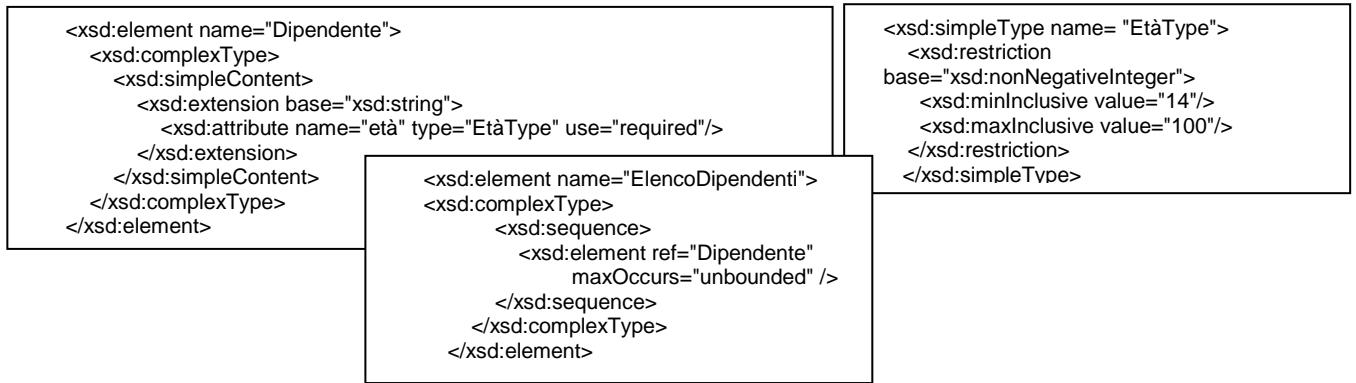 <xsd:element name="Dipendente">
<xsd:complexType>
<xsd:simpleContent>
<xsd:extension base="xsd:string">
<xsd:attribute name="età" type="EtàType" use="required"/>
</xsd:extension>
</xsd:simpleContent>
</xsd:complexType>
</xsd:element>
<xsd:simpleType name= "EtàType">
<xsd:restriction
base="xsd:nonNegativeInteger">
<xsd:minInclusive value="14"/>
<xsd:maxInclusive value="100"/>
</xsd:restriction>
</xsd:simpleType>
<xsd:element name="ElencoDipendenti">
<xsd:complexType>
<xsd:sequence>
<xsd:element ref="Dipendente"
maxOccurs="unbounded" />
</xsd:sequence>
</xsd:complexType>
</xsd:element>